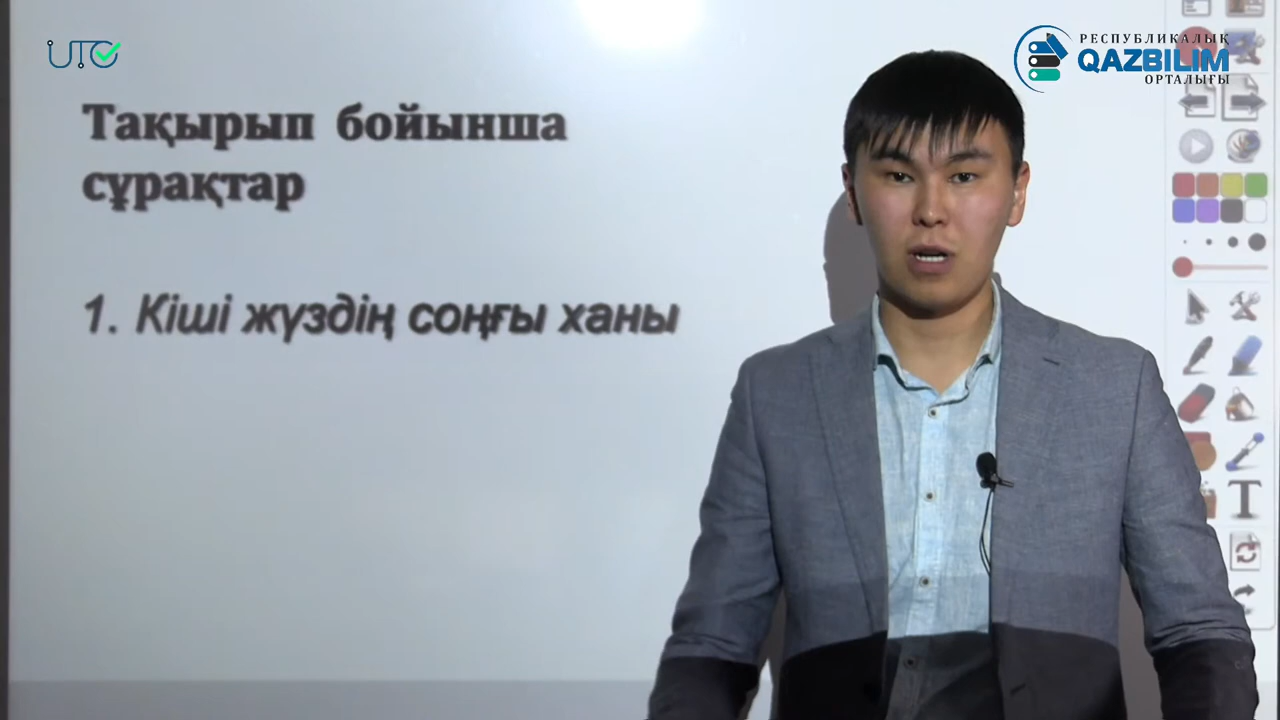 UTC
РЕСПУБЛИКАЛЫҚ
QAZBILIM
ОРТАЛЫҒЫ
Тақырып бойынша
сұрақтар
1. Кіші жүздің соңғы ханы
T